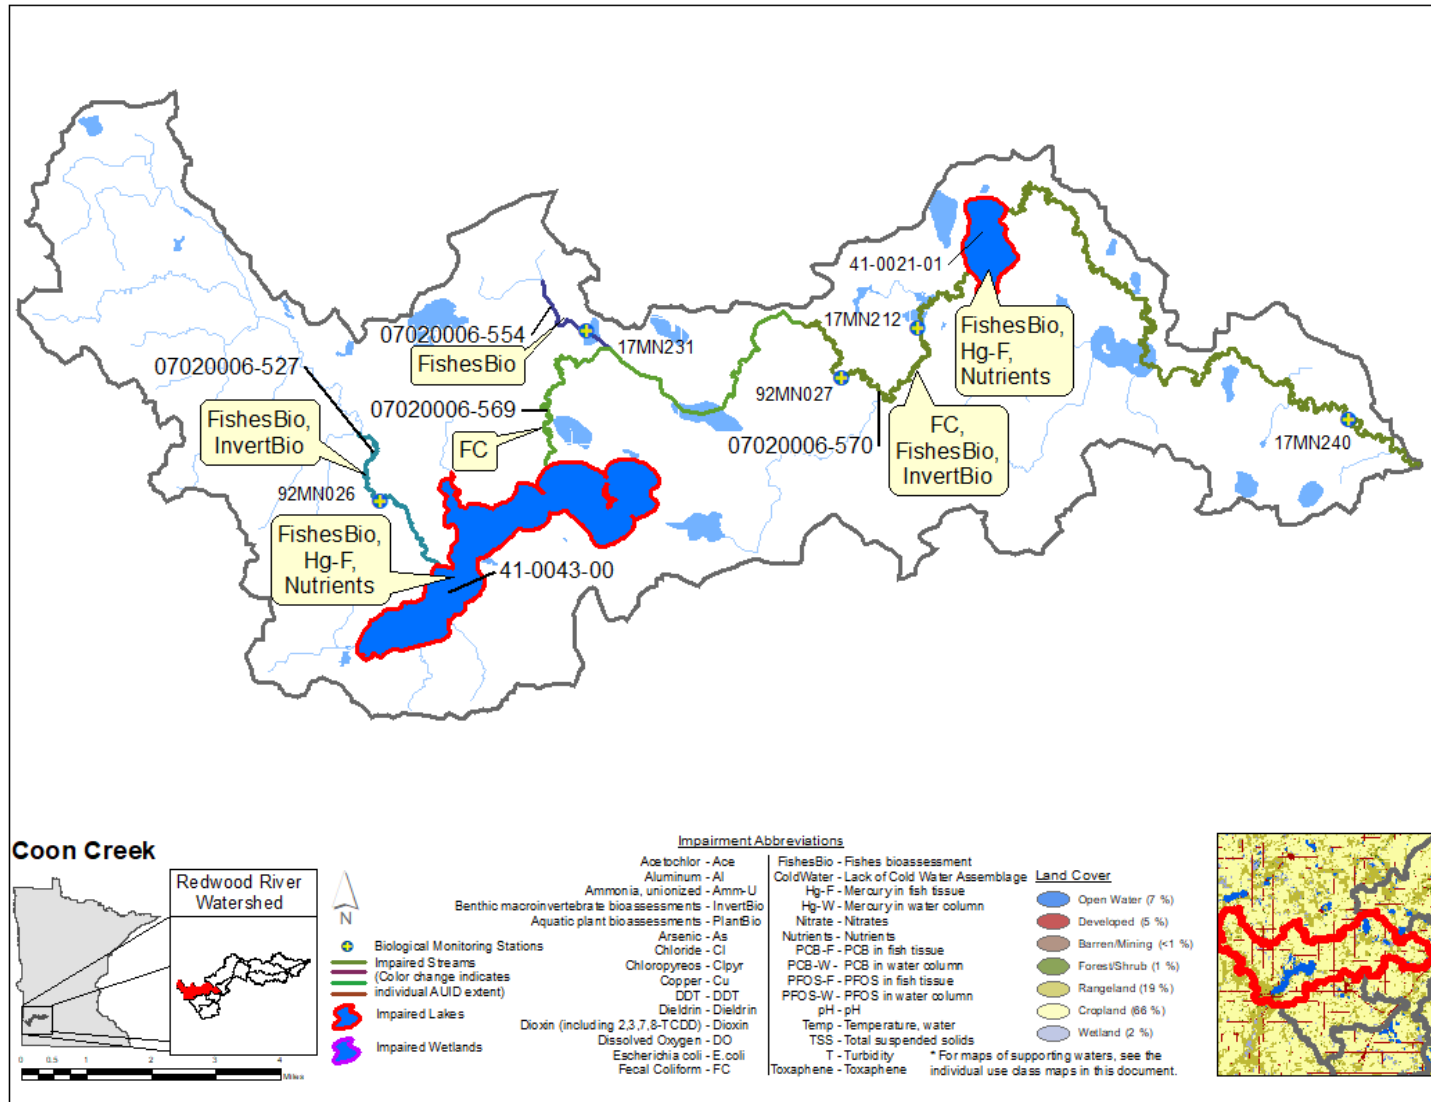 41-0021-01
17MN212
FishesBio,
Hg-F,
Nutrients
07020006-554
FishesBio
17MN231
07020006-527
92MN027
07020006-569
FishesBio,
InvertBio
FC
07020006-570
FC,
FishesBio,
InvertBio
17MN240
92MN026
FishesBio,
Hg-F,
Nutrients
41-0043-00
Coon Creek
Redwood River
Watershed
N
Biological Monitoring Stations
Impaired Streams
(Color change indicates
individual AUID extent)
Impaired Lakes
Impaired Wetlands
0 0.5 1 2 3 4
Miles
Impairment Abbreviations
Acetochlor - Ace
Aluminum - Al
Ammonia, unionized - Amm-U
Benthic macroinvertebrate bioassessments - InvertBio
Aquatic plant bioassessments - PlantBio
Arsenic - As
Chloride - Cl
Chloropyreos - Clpyr
Copper - Cu
DDT - DDT
Dieldrin - Dieldrin
Dioxin (including 2,3,7,8-TCDD) - Dioxin
Dissolved Oxygen - DO
Escherichia coli - E.coli
Fecal Coliform - FC
FishesBio - Fishes bioassessment
ColdWater - Lack of Cold Water Assemblage
Hg-F - Mercury in fish tissue
Hg-W - Mercury in water column
Nitrate - Nitrates
Nutrients - Nutrients
PCB-F - PCB in fish tissue
PCB-W - PCB in water column
PFOS-F - PFOS in fish tissue
PFOS-W - PFOS in water column
pH - pH
Temp - Temperature, water
TSS - Total suspended solids
T - Turbidity
Toxaphene - Toxaphene
* For maps of supporting waters, see the
individual use class maps in this document.
Land Cover
Open Water (7 %)
Developed (5 %)
Barren/Mining (<1 %)
Forest/Shrub (1 %)
Rangeland (19 %)
Cropland (66 %)
Wetland (2 %)